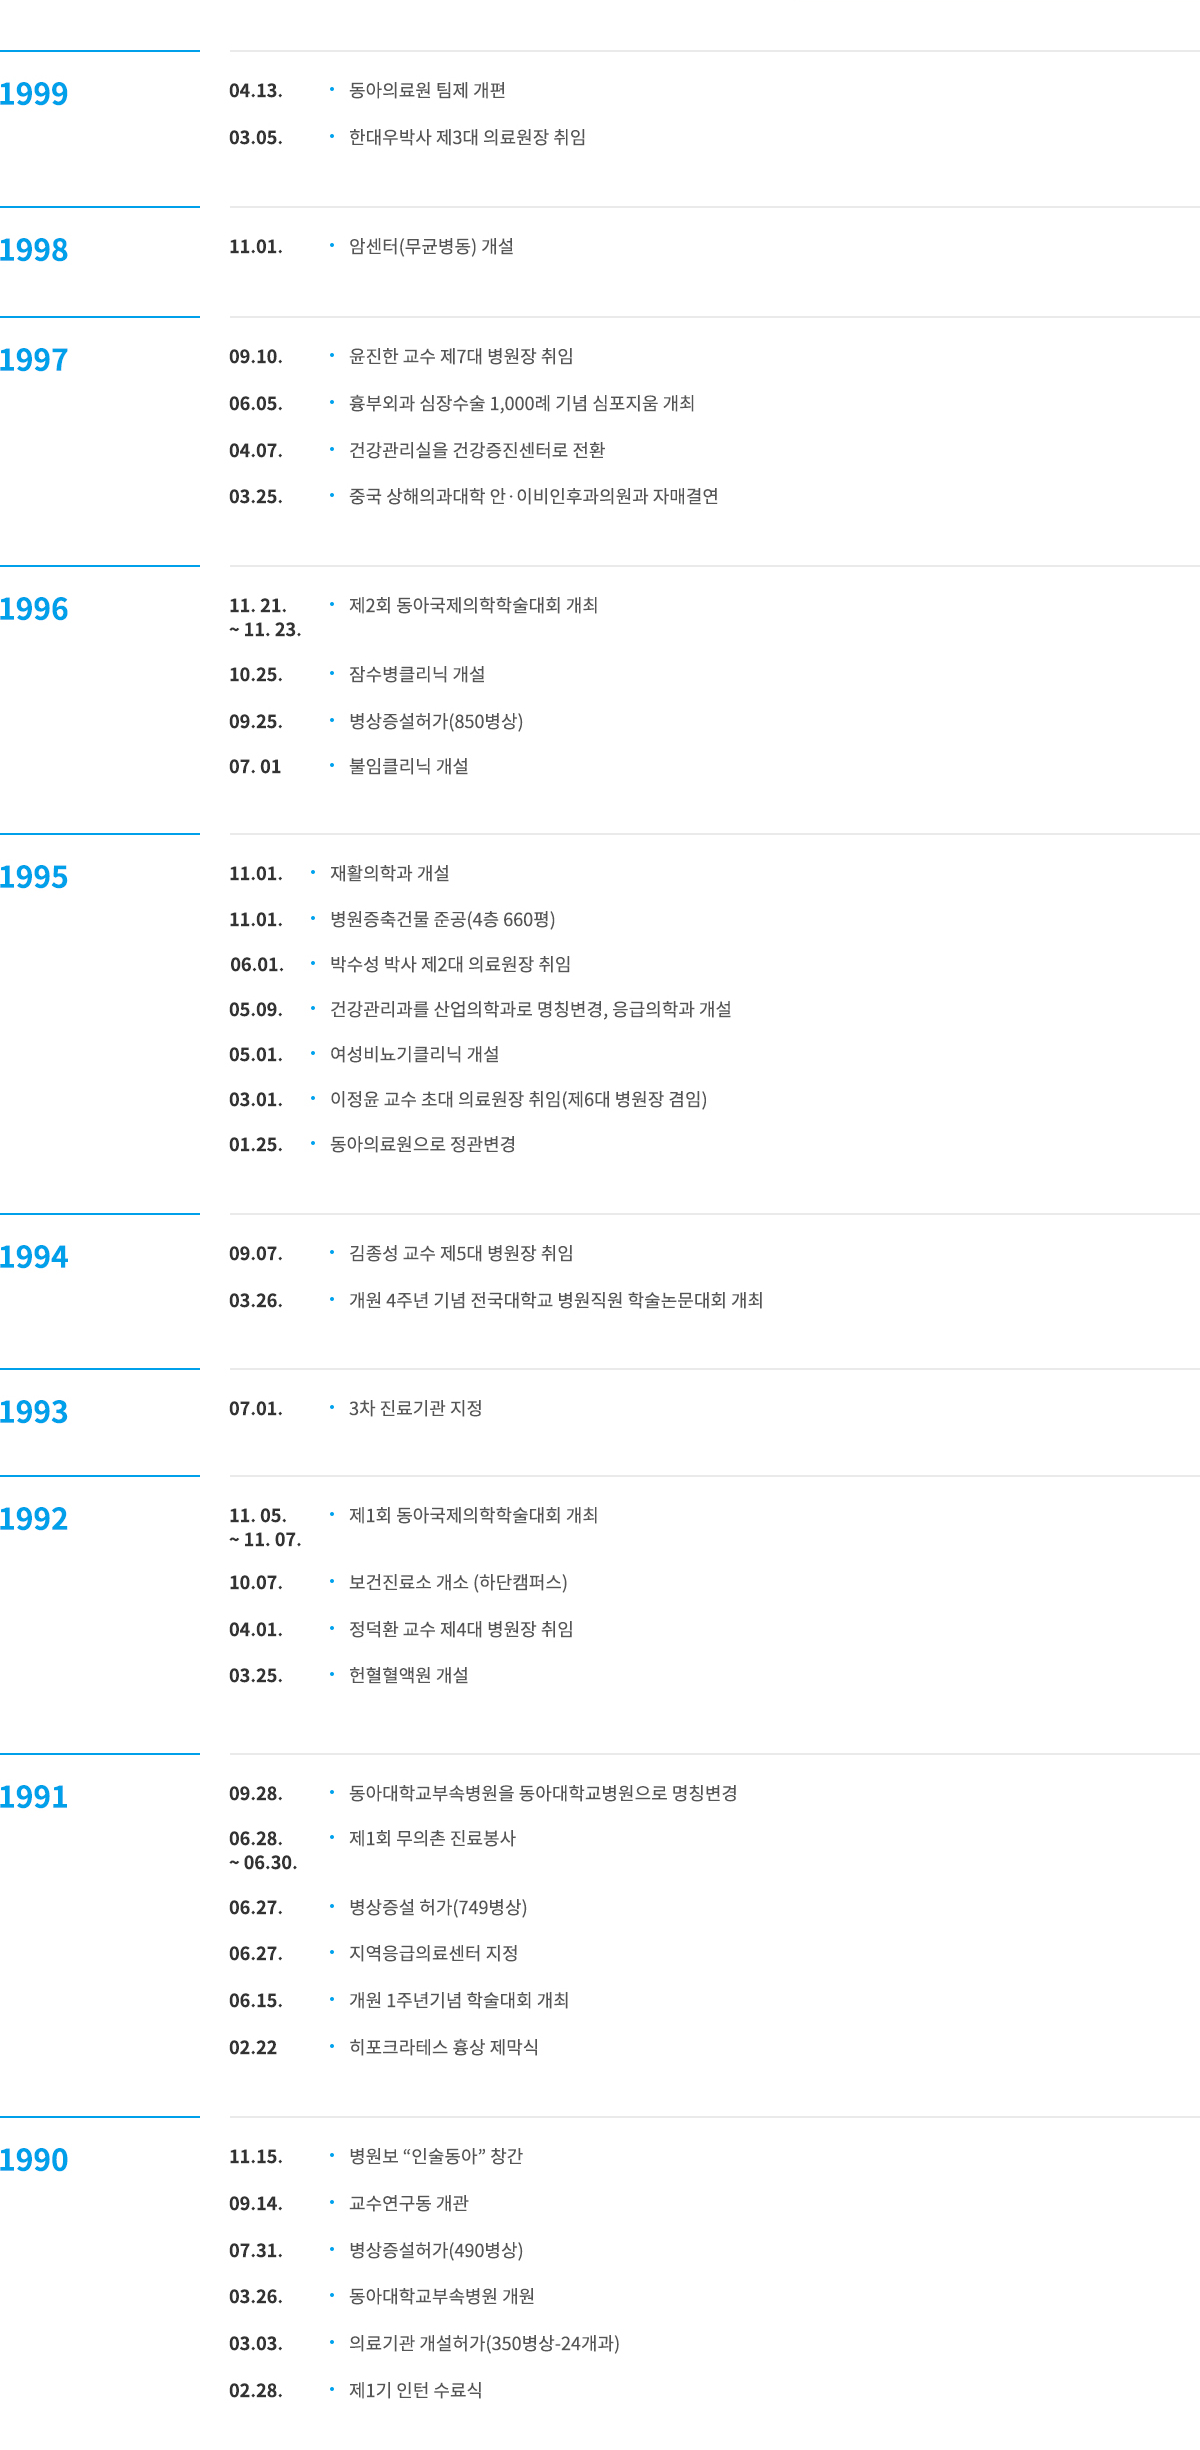 1999
04.13. • 동아의료원 팀제 개편
03.05. • 한대우박사 제3대 의료원장 취임
1998
11.01. • 암센터(무균병동) 개설
1997
09.10. • 윤진한 교수 제7대 병원장 취임
06.05. • 흉부외과 심장수술 1,000례 기념 심포지움 개최
04.07. • 건강관리실을 건강증진센터로 전환
03.25. • 중국 상해의과대학 안·이비인후과의원과 자매결연
1996
11. 21. • 제2회 동아국제의학학술대회 개최
~ 11. 23.
10.25. • 잠수병클리닉 개설
09.25. • 병상증설허가(850병상)
07. 01 • 불임클리닉 개설
1995
11.01. • 재활의학과 개설
11.01. • 병원증축건물 준공(4층 660평)
06.01. • 박수성 박사 제2대 의료원장 취임
05.09. • 건강관리과를 산업의학과로 명칭변경, 응급의학과 개설
05.01. • 여성비뇨기클리닉 개설
03.01. • 이정윤 교수 초대 의료원장 취임(제6대 병원장 겸임)
01.25. • 동아의료원으로 정관변경
1994
09.07. • 김종성 교수 제5대 병원장 취임
03.26. • 개원 4주년 기념 전국대학교 병원직원 학술논문대회 개최
1993
07.01. • 3차 진료기관 지정
1992
11. 05. • 제1회 동아국제의학학술대회 개최
~ 11. 07.
10.07. • 보건진료소 개소 (하단캠퍼스)
04.01. • 정덕환 교수 제4대 병원장 취임
03.25. • 헌혈혈액원 개설
1991
09.28. • 동아대학교부속병원을 동아대학교병원으로 명칭변경
06.28. • 제1회 무의촌 진료봉사
~ 06.30.
06.27. • 병상증설 허가(749병상)
06.27. • 지역응급의료센터 지정
06.15. • 개원 1주년기념 학술대회 개최
02.22 • 히포크라테스 흉상 제막식
1990
11.15. • 병원보 “인술동아” 창간
09.14. • 교수연구동 개관
07.31. • 병상증설허가(490병상)
03.26. • 동아대학교부속병원 개원
03.03. • 의료기관 개설허가(350병상-24개과)
02.28. • 제1기 인턴 수료식